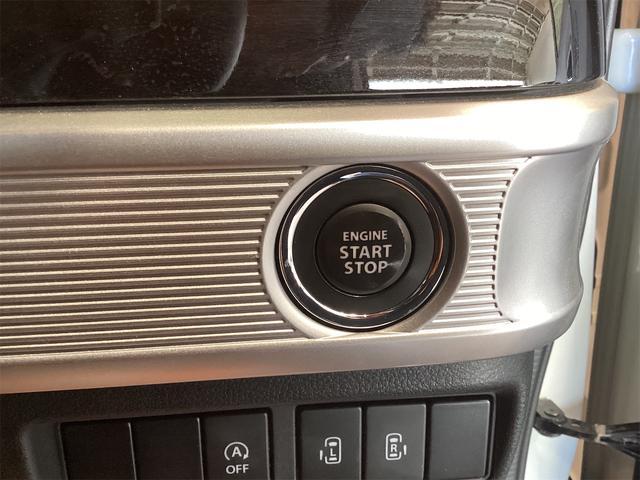 ENGINE
START
STOP
A
OFF
L
R